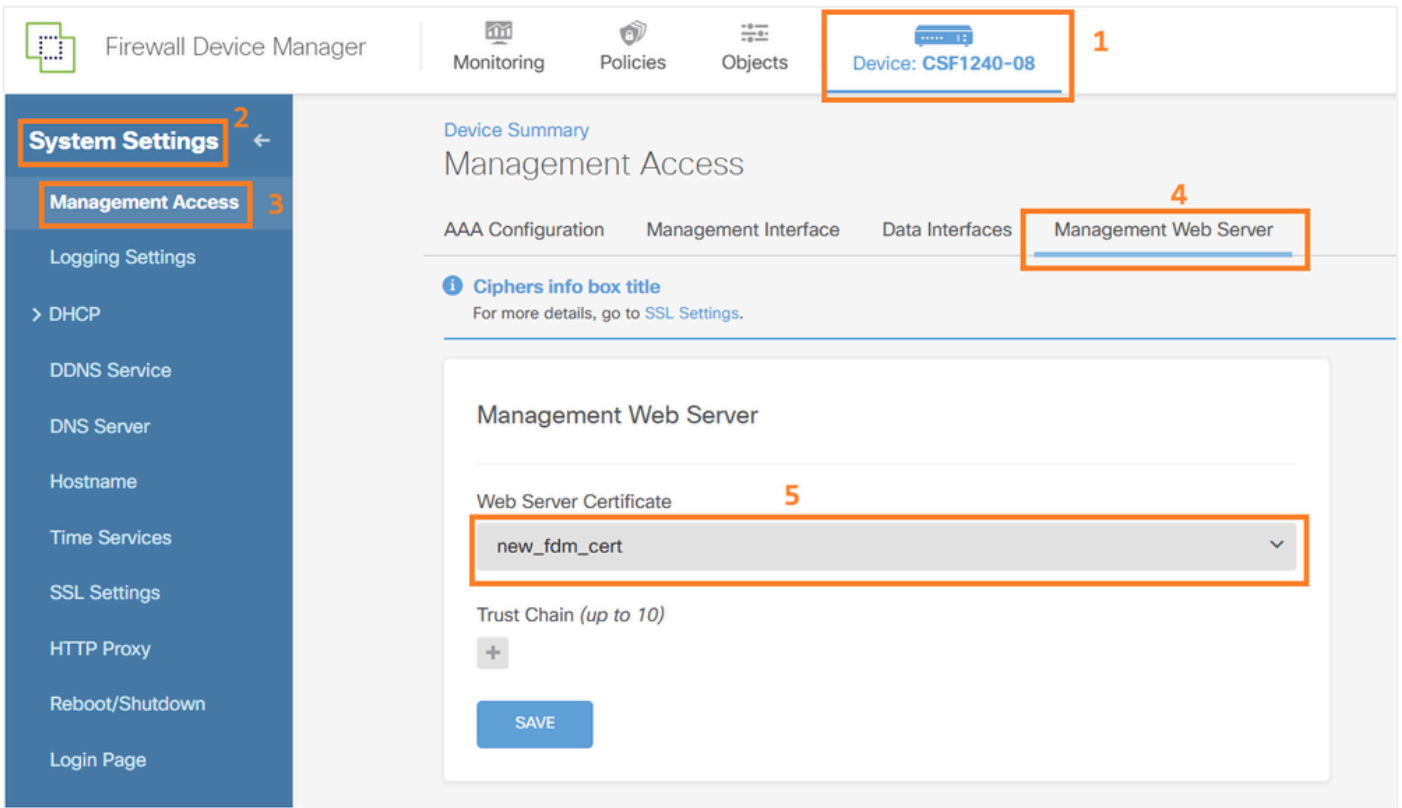 Firewall Device Manager
Monitoring
Policies
Objects
Device: CSF1240-08
1
System Settings
2
Management Access
3
Logging Settings
DHCP
DDNS Service
DNS Server
Hostname
Time Services
SSL Settings
HTTP Proxy
Reboot/Shutdown
Login Page
Device Summary
Management Access
4
AAA Configuration
Management Interface
Data Interfaces
Management Web Server
Ciphers info box title
For more details, go to SSL Settings.
Management Web Server
Web Server Certificate
5
new_fdm_cert
Trust Chain (up to 10)
SAVE